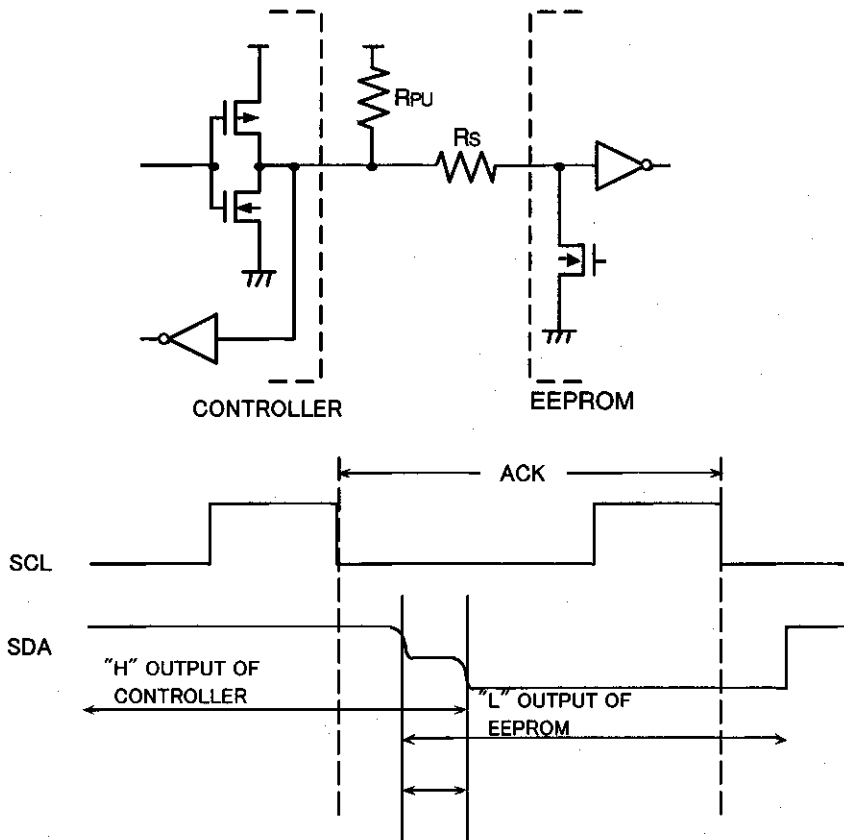 RPU
RS
CONTROLLER
EEPROM
ACK
SCL
SDA
"H" OUTPUT OF
CONTROLLER
"L" OUTPUT OF
EEPROM